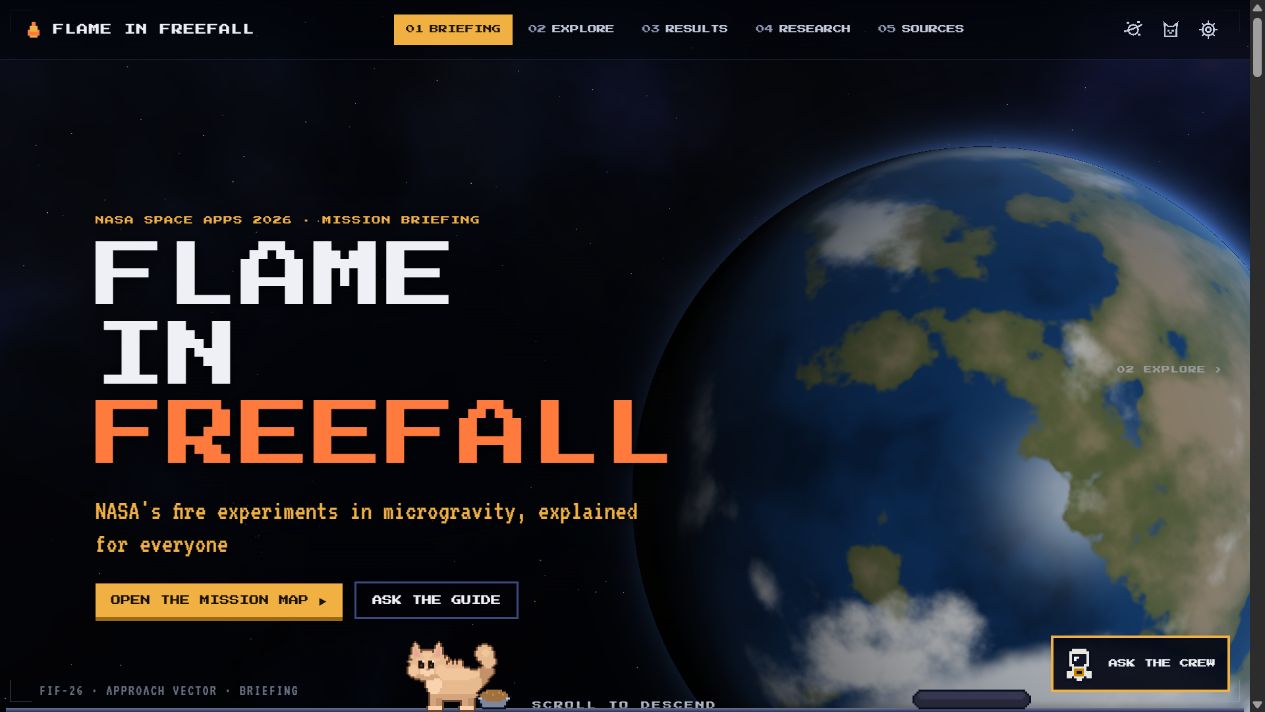 FLAME IN FREEFALL
01 BRIEFING
02 EXPLORE
03 RESULTS
04 RESEARCH
05 SOURCES
NASA SPACE APPS 2026 · MISSION BRIEFING
FLAME
IN
FREEFALL
02 EXPLORE ›
NASA's fire experiments in microgravity, explained
for everyone
OPEN THE MISSION MAP ▸
ASK THE GUIDE
ASK THE CREW
FIF-26 · APPROACH VECTOR · BRIEFING
SCROLL TO DESCEND